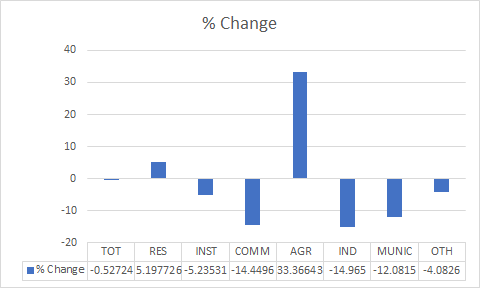 % Change
40
30
20
10
0
-10
-20
TOT RES INST COMM AGR IND MUNIC OTH
% Change -0.52724 5.197726 -5.23531 -14.4496 33.36643 -14.965 -12.0815 -4.0826